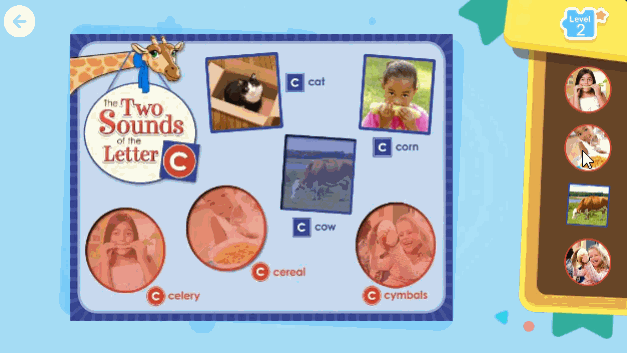 The Two
Sounds
of the
Letter C
C cat
C corn
C cow
C cereal
C celery
C cymbals
Level
2